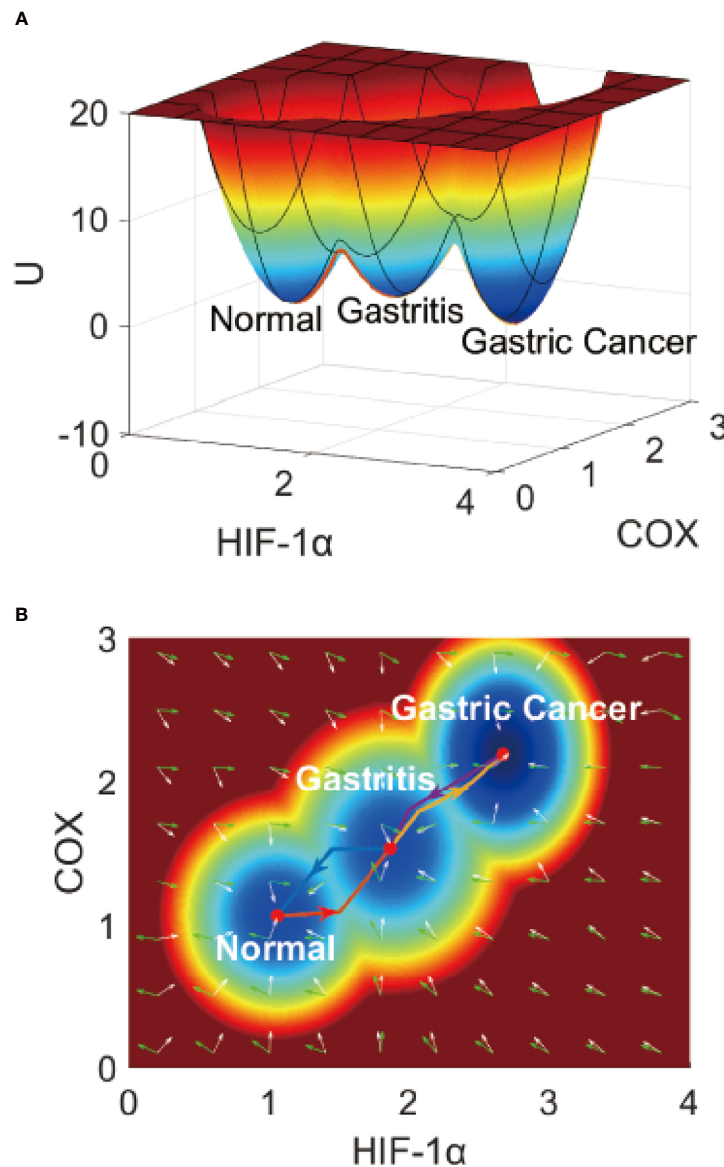 A
20
10
0
-10
U
Normal
Gastritis
Gastric Cancer
0
2
4
HIF-1α
0
1
2
3
COX
B
3
2
1
0
COX
Gastric Cancer
Gastritis
Normal
0
1
2
3
4
HIF-1α